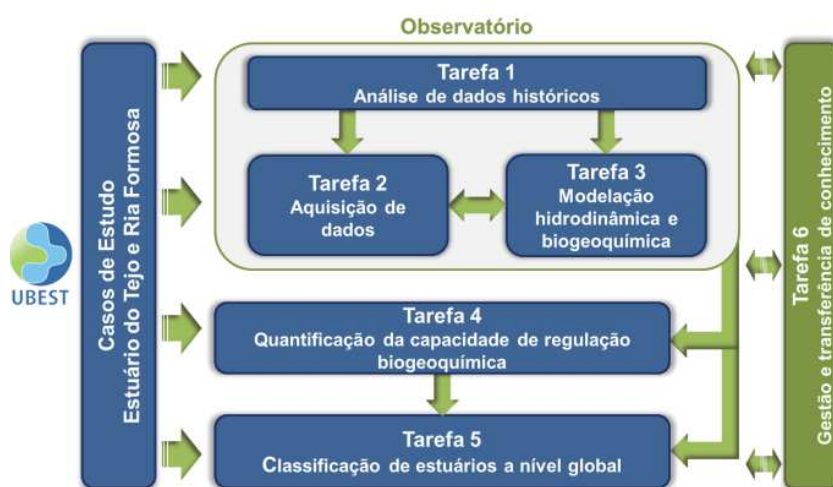 Observatório
Tarefa 1
Análise de dados históricos
Tarefa 2
Aquisição de
dados
Tarefa 3
Modelação
hidrodinâmica e
biogeoquímica
UBEST
Casos de Estudo
Estuário do Tejo e Ria Formosa
Tarefa 4
Quantificação da capacidade de regulação
biogeoquímica
Tarefa 5
Classificação de estuários a nível global
Tarefa 6
Gestão e transferência de conhecimento